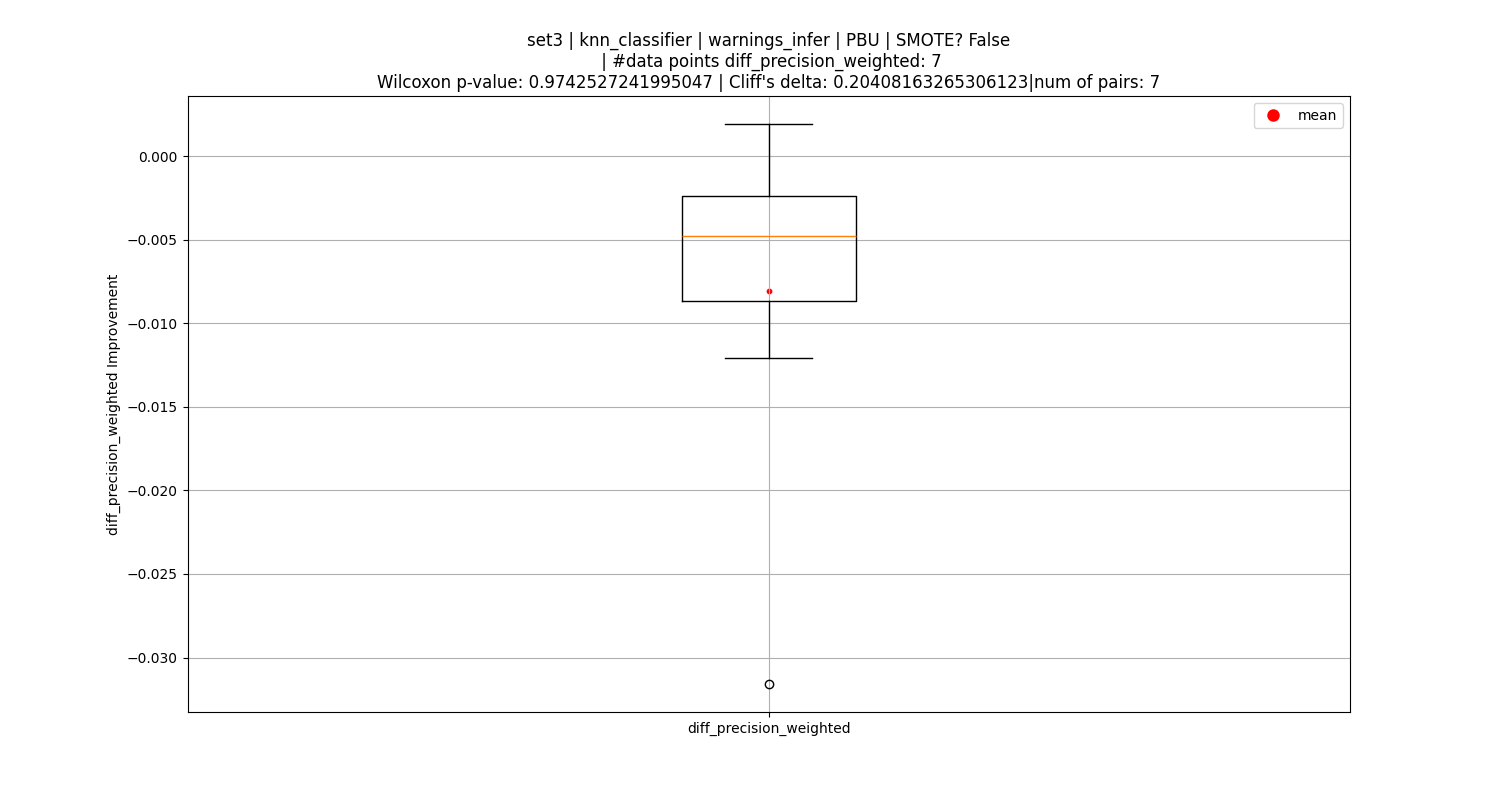 set3 | knn_classifier | warnings_infer | PBU | SMOTE? False
| #data points diff_precision_weighted: 7
Wilcoxon p-value: 0.9742527241995047 | Cliff's delta: 0.20408163265306123|num of pairs: 7
mean
0.000
−0.005
−0.010
−0.015
−0.020
−0.025
−0.030
diff_precision_weighted Improvement
diff_precision_weighted